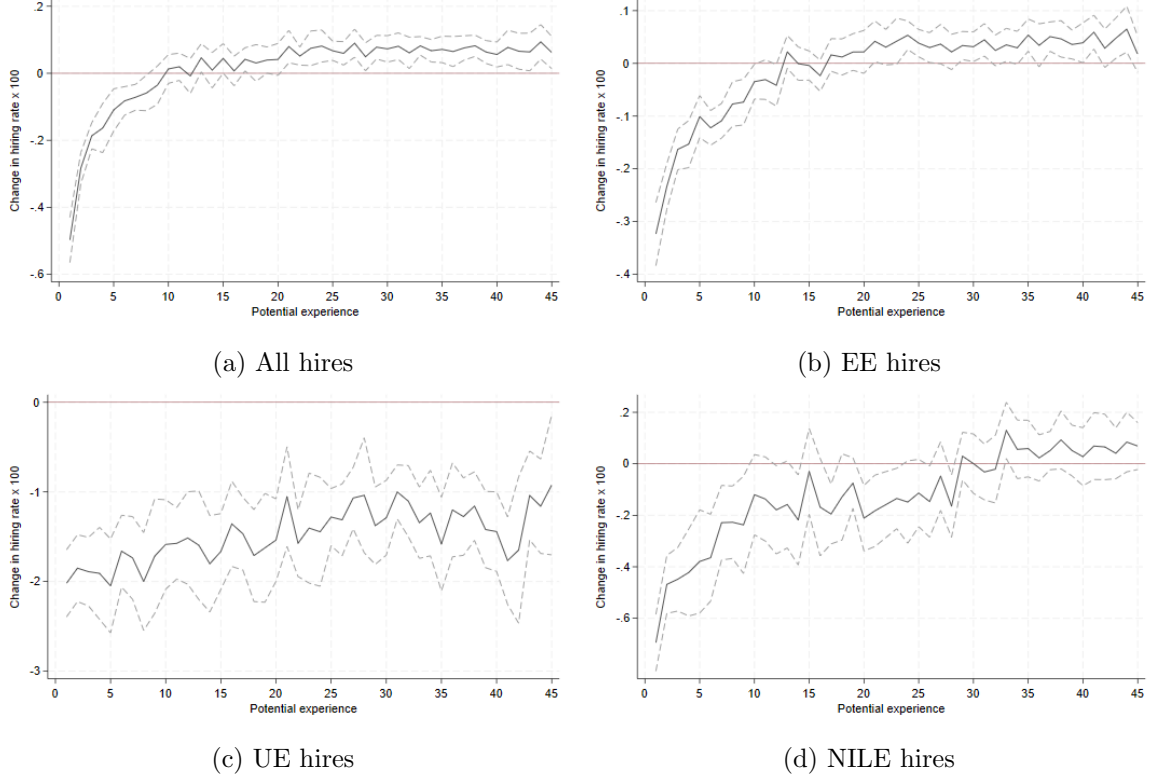 .2
0
-.2
-.4
-.6
Change in hiring rate x 100
0 5 10 15 20 25 30 35 40 45
Potential experience
(a) All hires
.1
0
-.1
-.2
-.3
-.4
Change in hiring rate x 100
0 5 10 15 20 25 30 35 40 45
Potential experience
(b) EE hires
0
-1
-2
-3
Change in hiring rate x 100
0 5 10 15 20 25 30 35 40 45
Potential experience
(c) UE hires
.2
0
-.2
-.4
-.6
Change in hiring rate x 100
0 5 10 15 20 25 30 35 40 45
Potential experience
(d) NILE hires